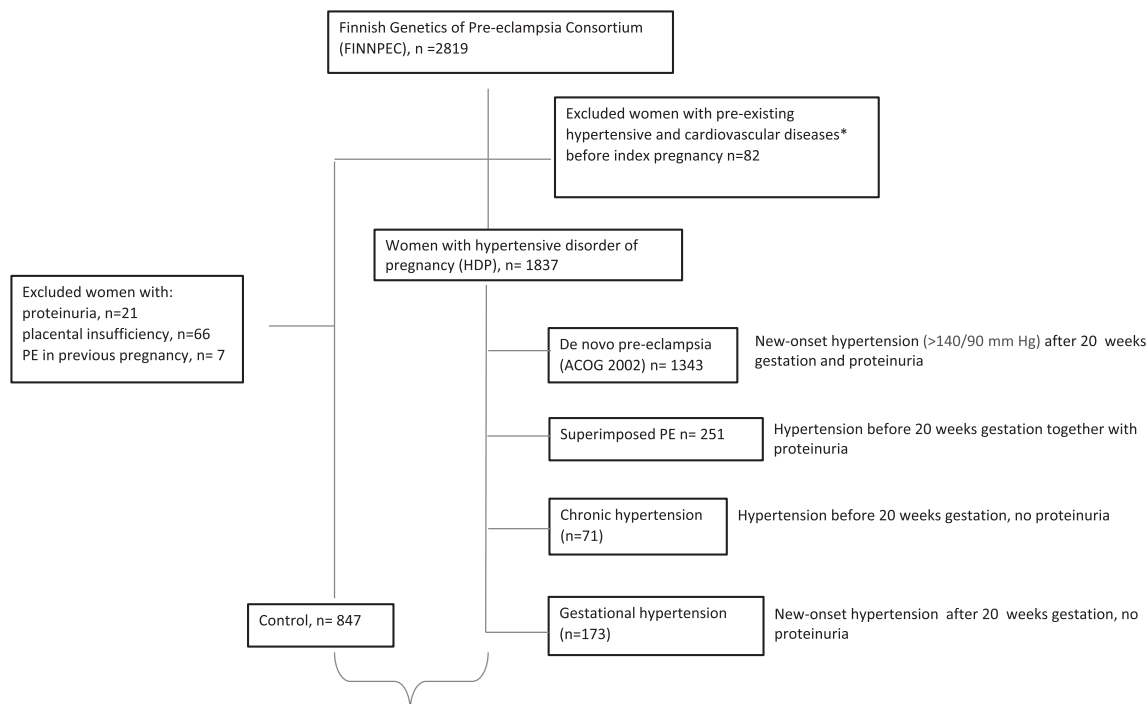 Finnish Genetics of Pre-eclampsia Consortium
(FINNPEC), n =2819
Excluded women with pre-existing
hypertensive and cardiovascular diseases*
before index pregnancy n=82
Women with hypertensive disorder of
pregnancy (HDP), n= 1837
Excluded women with:
proteinuria, n=21
placental insufficiency, n=66
PE in previous pregnancy, n= 7
De novo pre-eclampsia
(ACOG 2002) n= 1343
New-onset hypertension (>140/90 mm Hg) after 20 weeks
gestation and proteinuria
Superimposed PE n= 251
Hypertension before 20 weeks gestation together with
proteinuria
Chronic hypertension
(n=71)
Hypertension before 20 weeks gestation, no proteinuria
Control, n= 847
Gestational hypertension
(n=173)
New-onset hypertension after 20 weeks gestation, no
proteinuria